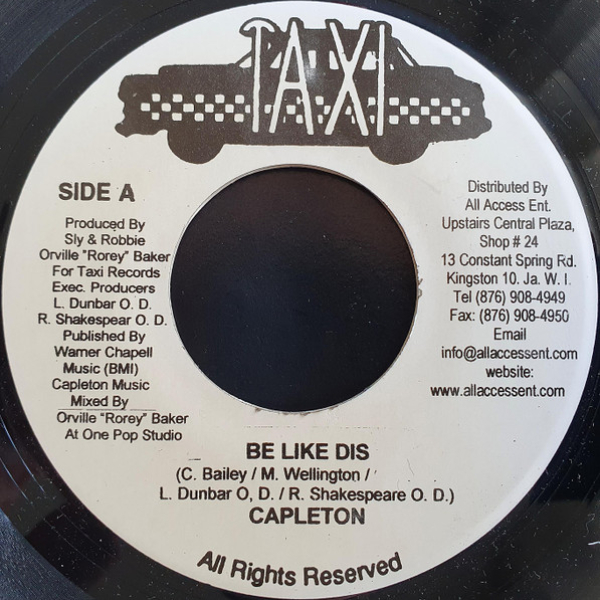 TAXI
SIDE A
Produced By
Sly & Robbie
Orville "Rorey" Baker
For Taxi Records
Exec. Producers
L. Dunbar O. D.
R. Shakespear O. D.
Published By
Warner Chapell
Music (BMI)
Capleton Music
Mixed By
Orville "Rorey" Baker
At One Pop Studio
Distributed By
All Access Ent.
Upstairs Central Plaza,
Shop # 24
13 Constant Spring Rd.
Kingston 10. Ja. W. I.
Tel (876) 908-4949
Fax: (876) 908-4950
Email
info@allaccessent.com
website:
www.allaccessent.com
BE LIKE DIS
(C. Bailey / M. Wellington /
L. Dunbar O, D. / R. Shakespeare O. D.)
CAPLETON
All Rights Reserved